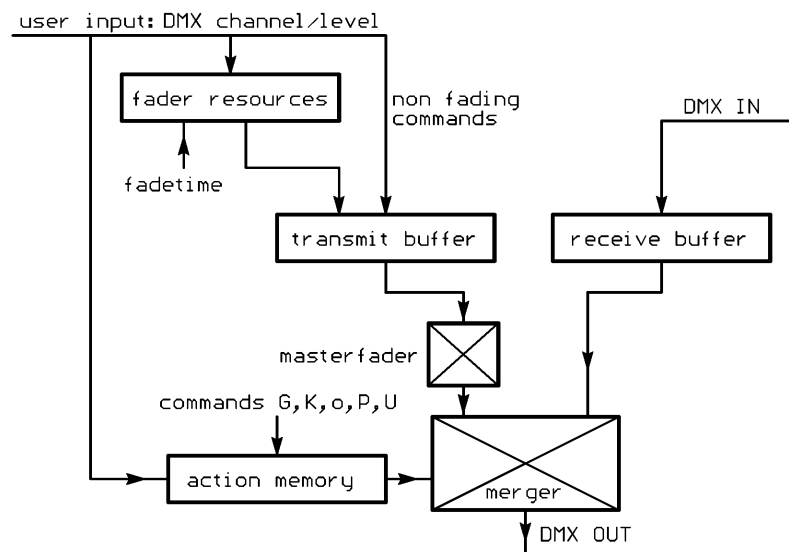 user input: DMX channel/level
fader resources
non fading
commands
DMX IN
fadetime
transmit buffer
receive buffer
masterfader
commands G,K,o,P,U
action memory
merger
DMX OUT